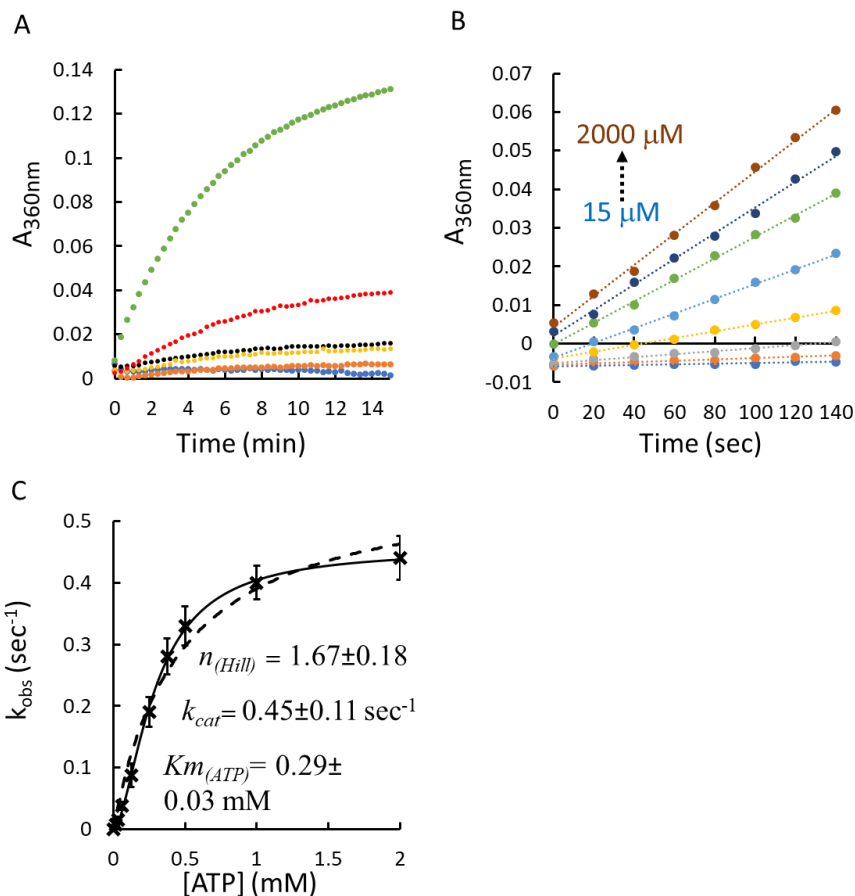 A
A360nm
0.14
0.12
0.1
0.08
0.06
0.04
0.02
0
0 2 4 6 8 10 12 14
Time (min)
B
A360nm
0.07
0.06
0.05
0.04
0.03
0.02
0.01
0
-0.01
2000 μM
15 μM
0 20 40 60 80 100 120 140
Time (sec)
C
kobs (sec-1)
0.5
0.4
0.3
0.2
0.1
0
n(Hill) = 1.67±0.18
kcat= 0.45±0.11 sec-1
Km(ATP)= 0.29±
0.03 mM
0 0.5 1 1.5 2
[ATP] (mM)